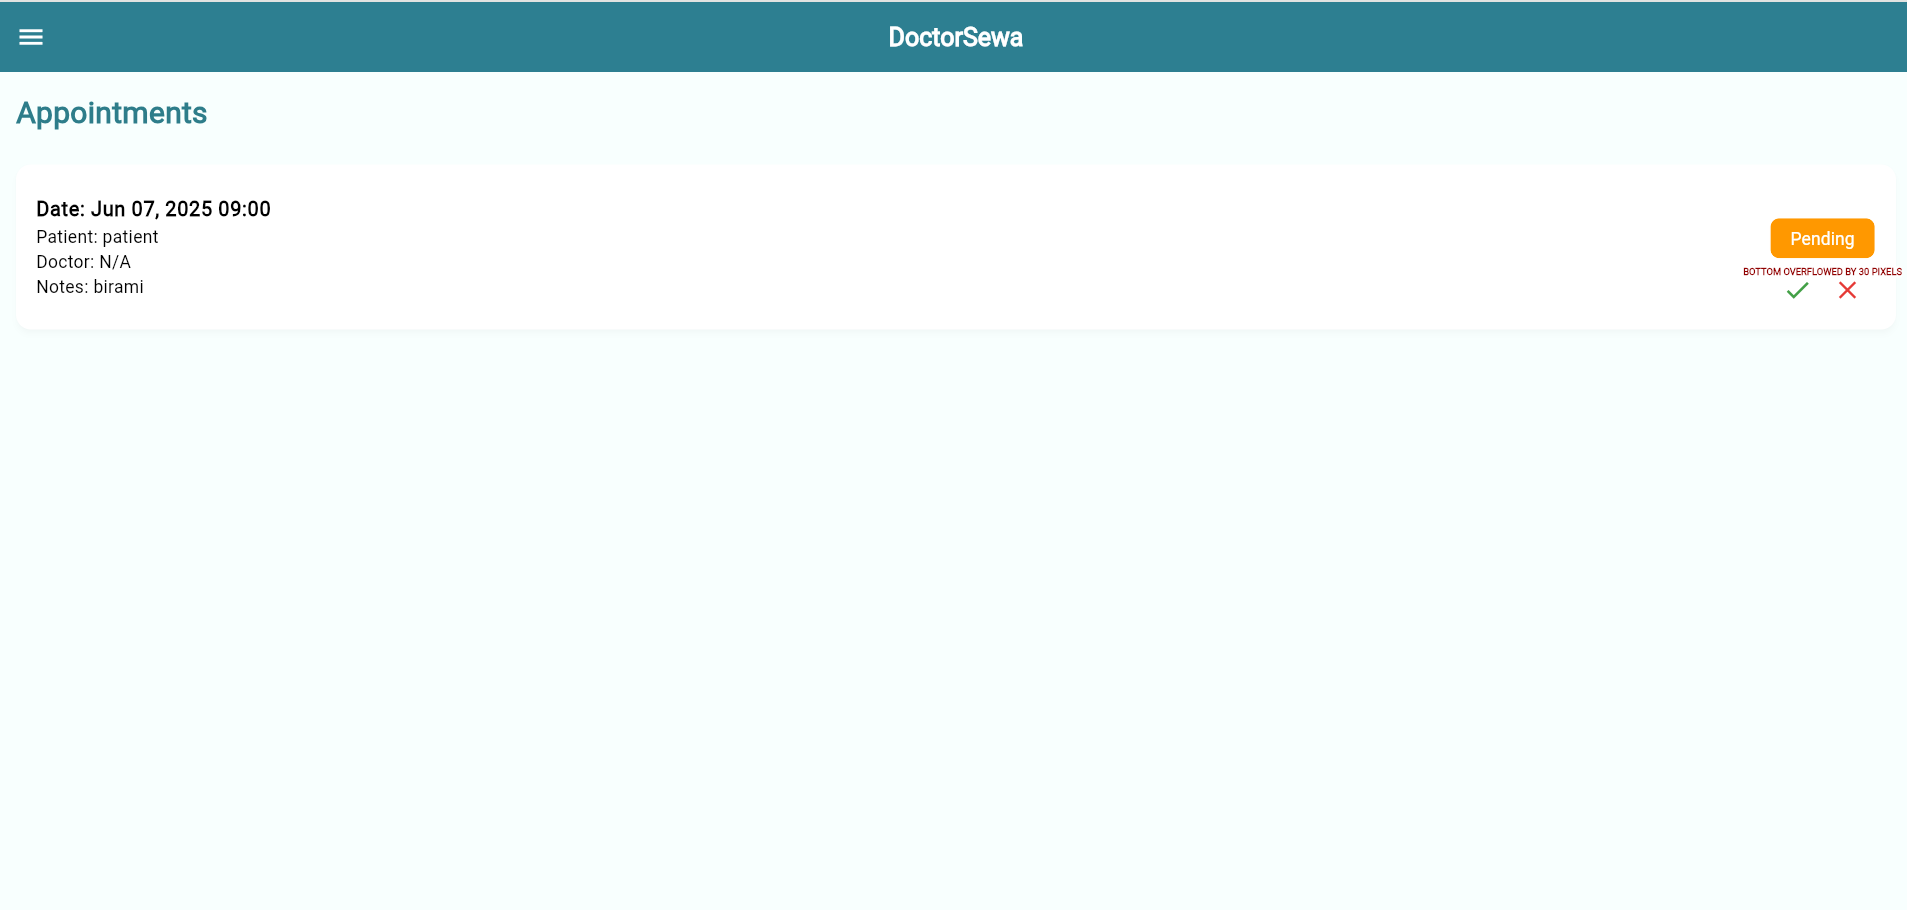 DoctorSewa
Appointments
Date: Jun 07, 2025 09:00
Patient: patient
Doctor: N/A
Notes: birami
Pending
BOTTOM OVERFLOWED BY 30 PIXELS